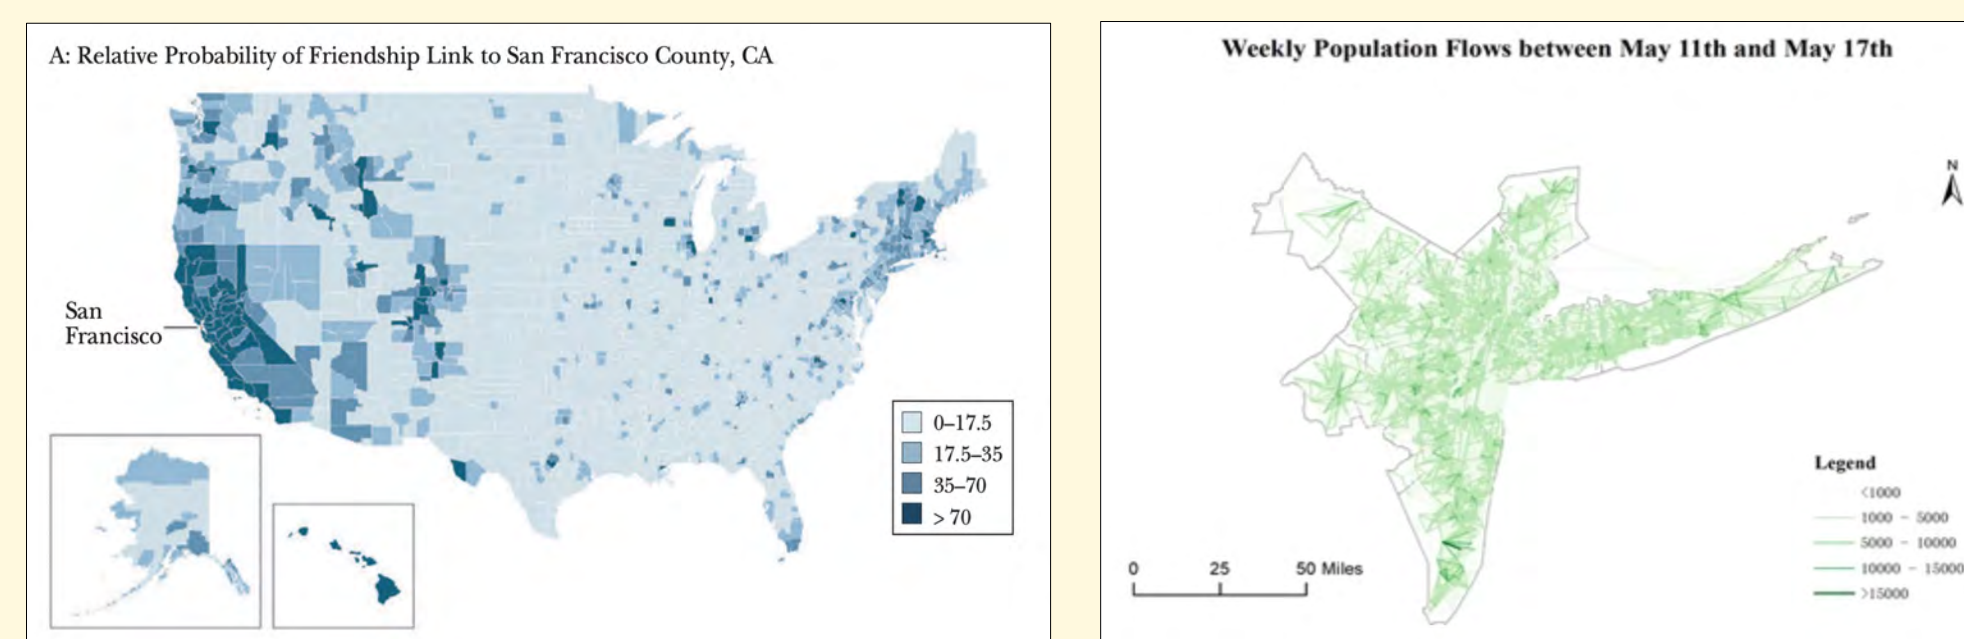 A: Relative Probability of Friendship Link to San Francisco County, CA
San
Francisco
0–17.5
17.5–35
35–70
> 70
Weekly Population Flows between May 11th and May 17th
N
Legend
<1000
1000 - 5000
5000 - 10000
10000 - 15000
>15000
0 25 50 Miles